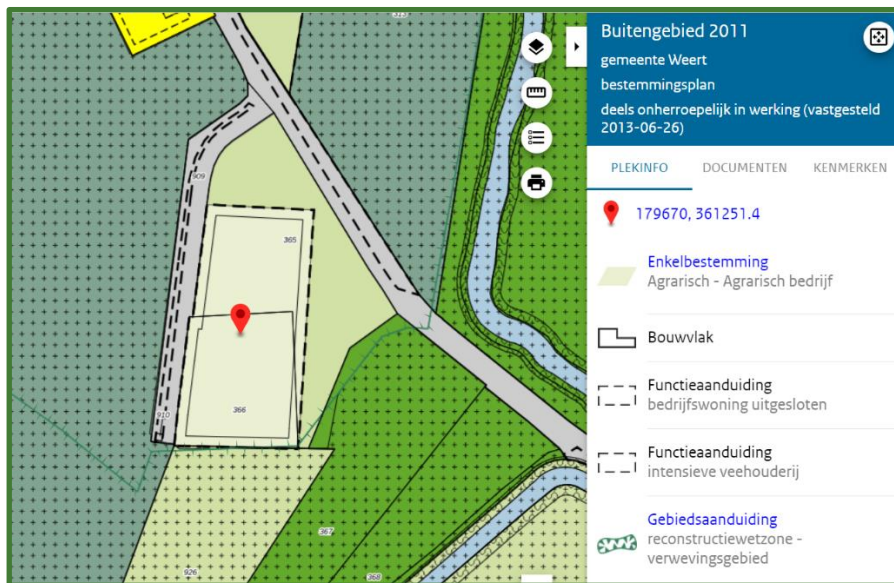 313
909
365
910
366
367
926
368
Buitengebied 2011
gemeente Weert
bestemmingsplan
deels onherroepelijk in werking (vastgesteld
2013-06-26)
PLEKINFO DOCUMENTEN KENMERKEN
179670, 361251.4
Enkelbestemming
Agrarisch - Agrarisch bedrijf
Bouwvlak
Functieaanduiding
bedrijfswoning uitgesloten
Functieaanduiding
intensieve veehouderij
Gebiedsaanduiding
reconstructiewetzone -
verwevingsgebied